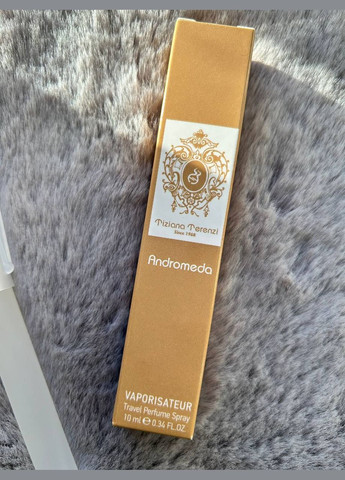 Tiziana Terenzi
Since 1968
Andromeda
VAPORISATEUR
Travel Perfume Spray
10 ml ℮ 0.34 FL.OZ